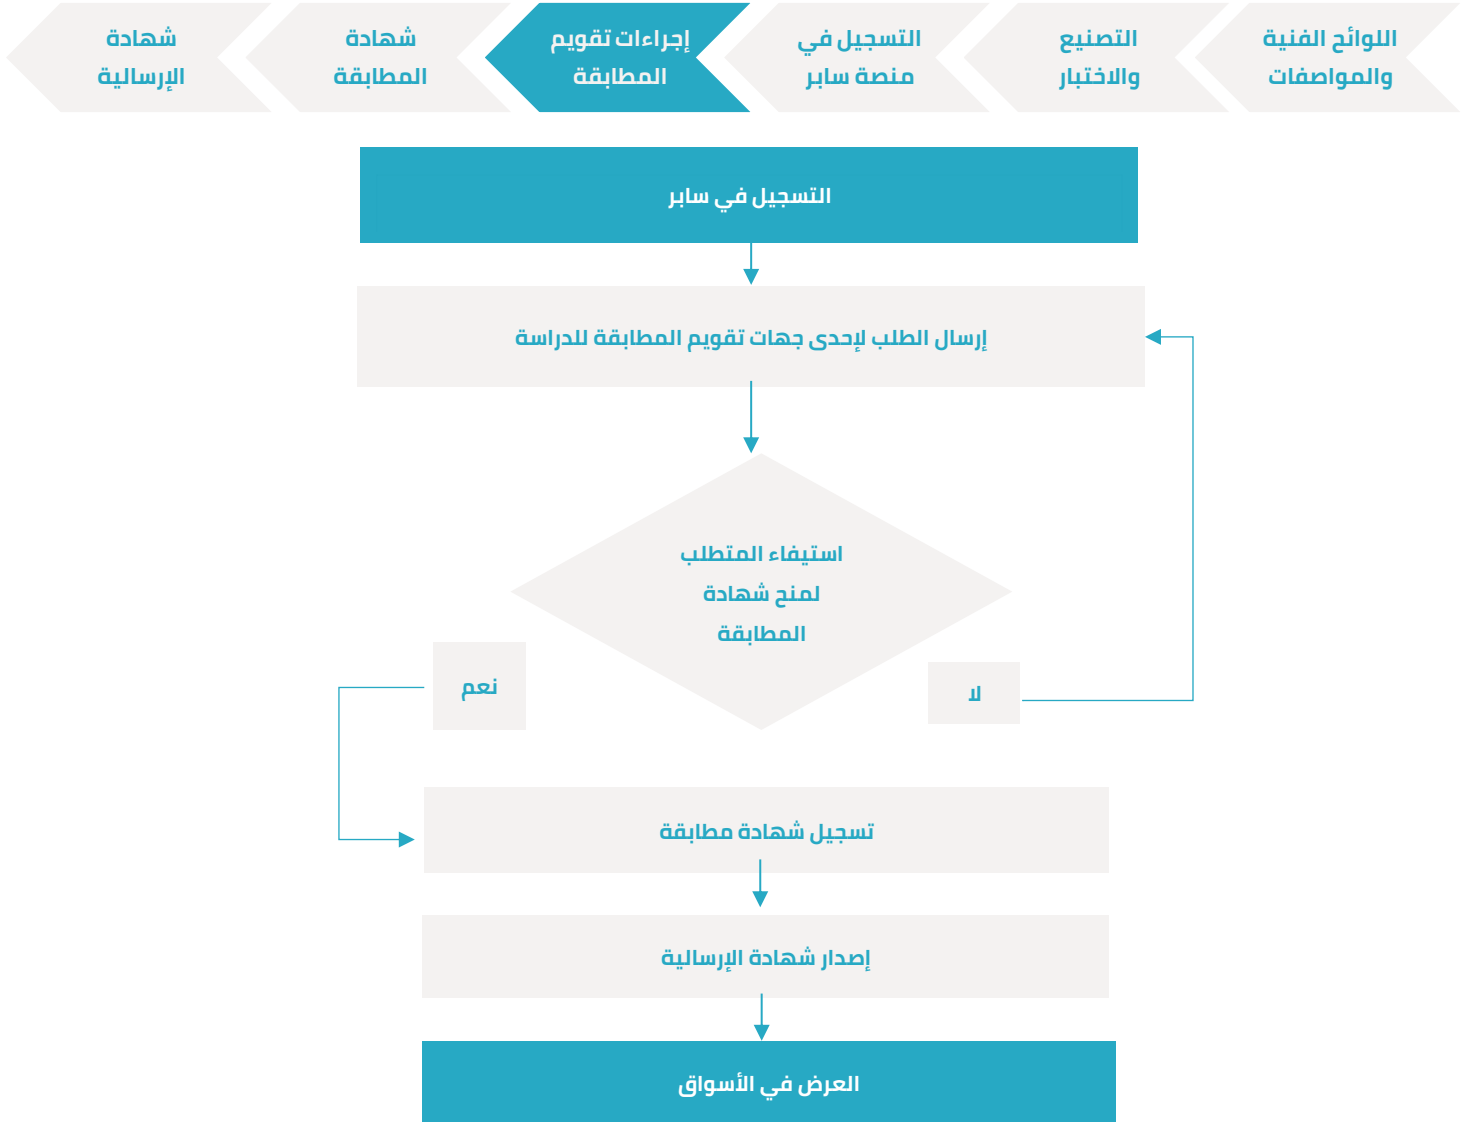 اللوائح الفنية
والمواصفات
التصنيع
والاختبار
التسجيل في
منصة سابر
إجراءات تقويم
المطابقة
شهادة
المطابقة
شهادة
الإرسالية
التسجيل في سابر
إرسال الطلب لإحدى جهات تقويم المطابقة للدراسة
استيفاء المتطلب
لمنح شهادة
المطابقة
لا
نعم
تسجيل شهادة مطابقة
إصدار شهادة الإرسالية
العرض في الأسواق